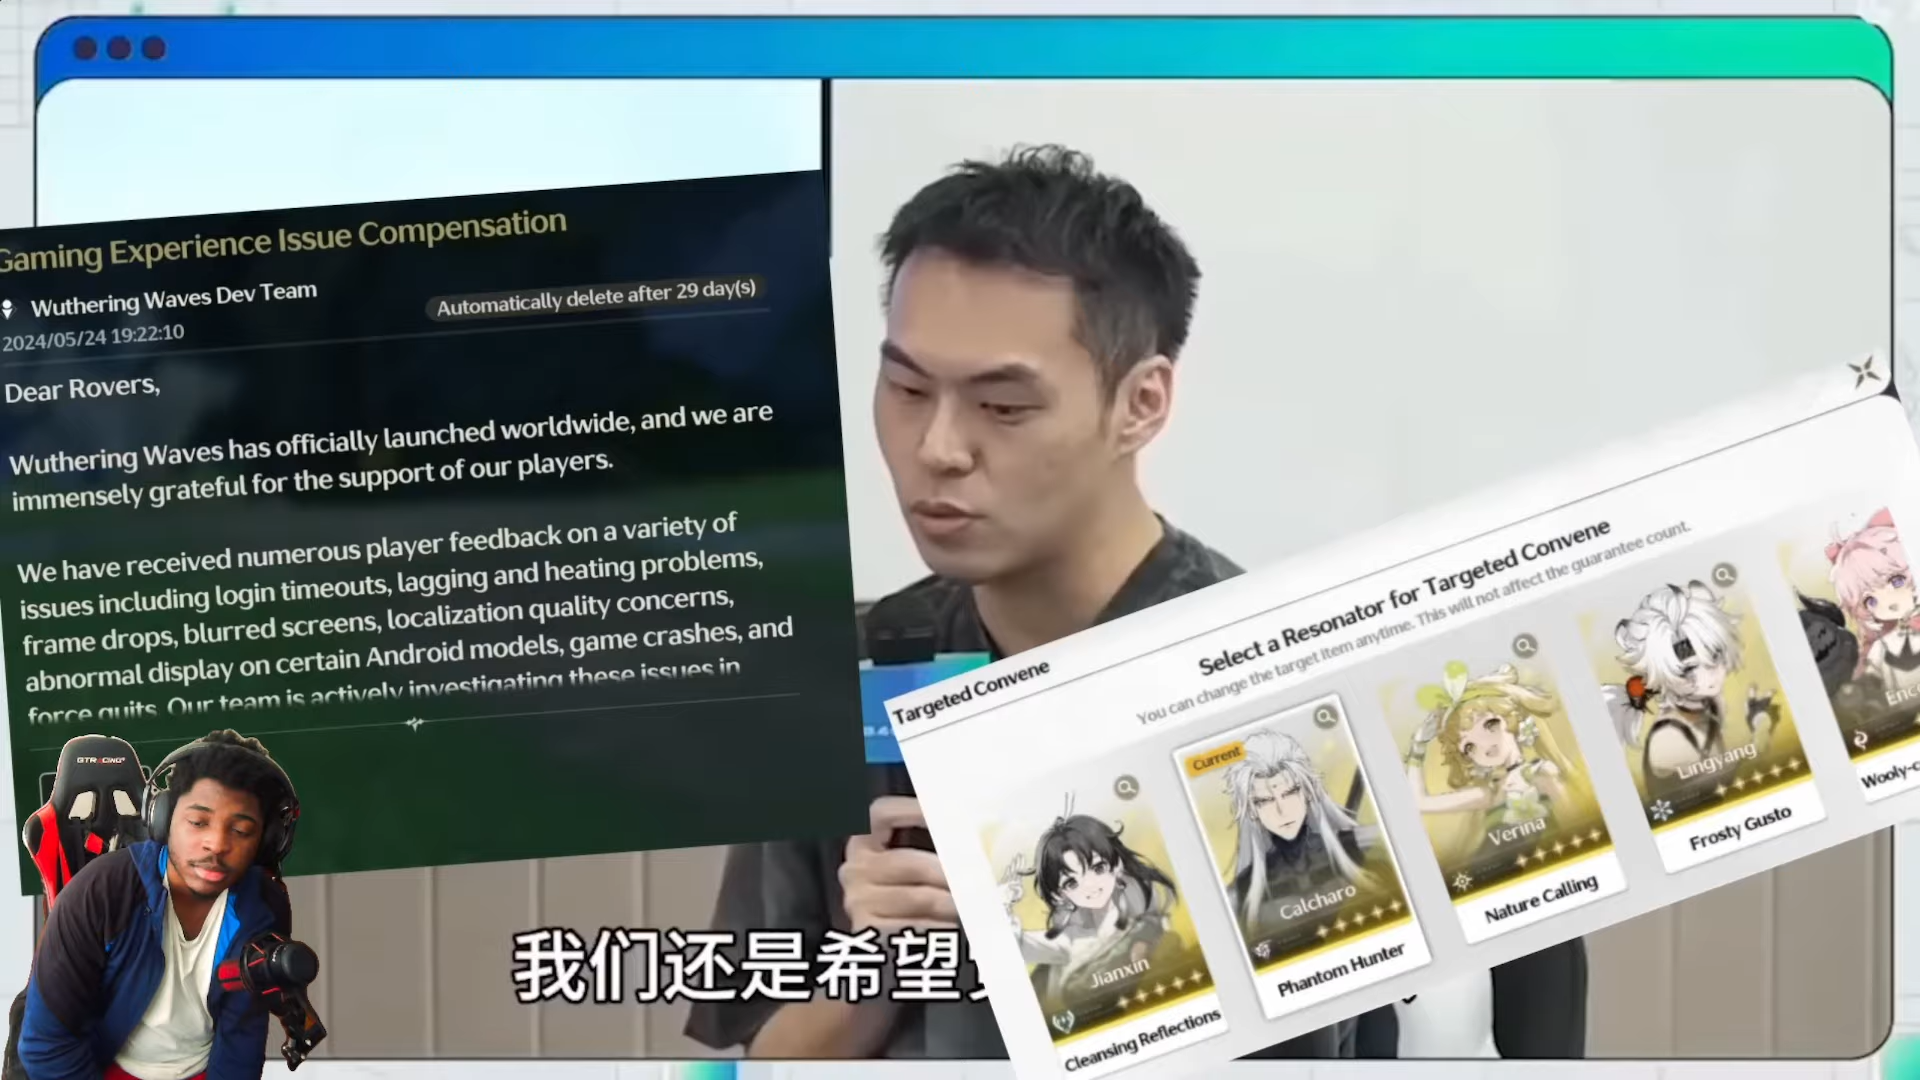 Gaming Experience Issue Compensation
Wuthering Waves Dev Team
Automatically delete after 29 day(s)
2024/05/24 19:22:10
Dear Rovers,
Wuthering Waves has officially launched worldwide, and we are
immensely grateful for the support of our players.
We have received numerous player feedback on a variety of
issues including login timeouts, lagging and heating problems,
frame drops, blurred screens, localization quality concerns,
abnormal display on certain Android models, game crashes, and
force quits. Our team is actively investigating these issues in
Targeted Convene
Select a Resonator for Targeted Convene
You can change the target item anytime. This will not affect the guarantee count.
Jianxin
Cleansing Reflections
Current
Calcharo
Phantom Hunter
Verina
Nature Calling
Lingyang
Frosty Gusto
Enco
Wooly-c
GTRACING
我们还是希望